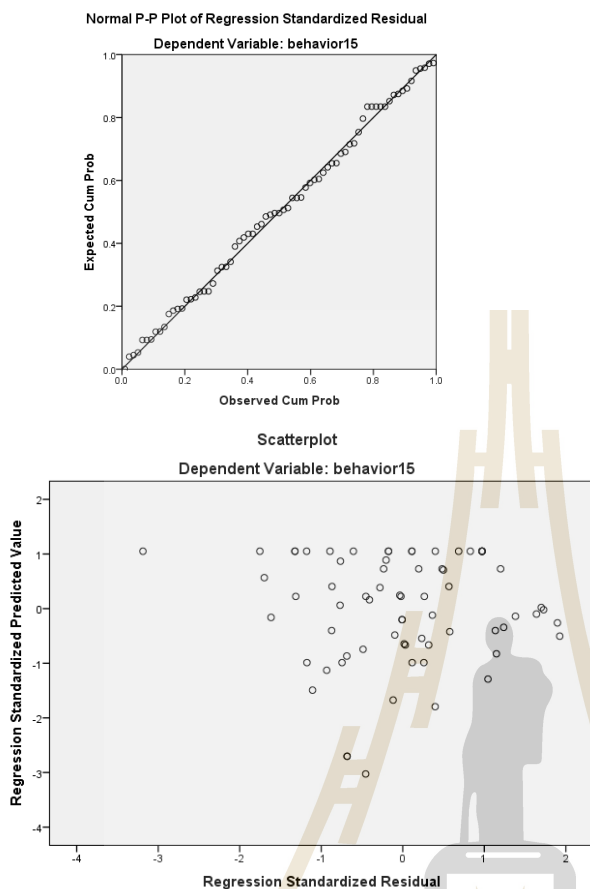 Normal P-P Plot of Regression Standardized Residual
Dependent Variable: behavior15
1.0
0.8
0.6
0.4
0.2
0.0
Expected Cum Prob
0.0 0.2 0.4 0.6 0.8 1.0
Observed Cum Prob
Scatterplot
Dependent Variable: behavior15
2
1
0
-1
-2
-3
-4
Regression Standardized Predicted Value
-4 -3 -2 -1 0 1 2
Regression Standardized Residual